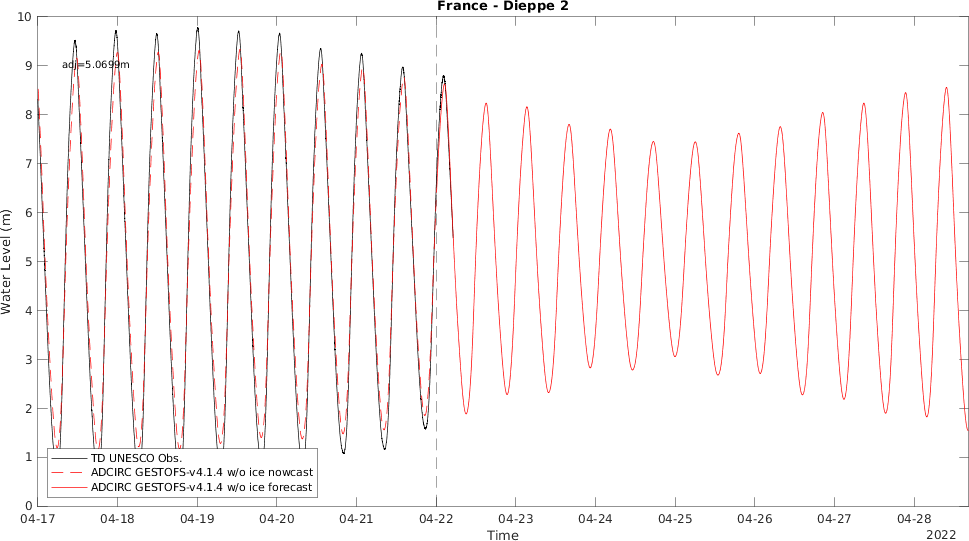 France - Dieppe 2
10
9
8
7
6
5
4
3
2
1
0
Water Level (m)
adj=5.0699m
TD UNESCO Obs.
ADCIRC GESTOFS-v4.1.4 w/o ice nowcast
ADCIRC GESTOFS-v4.1.4 w/o ice forecast
04-17 04-18 04-19 04-20 04-21 04-22 04-23 04-24 04-25 04-26 04-27 04-28
Time
2022